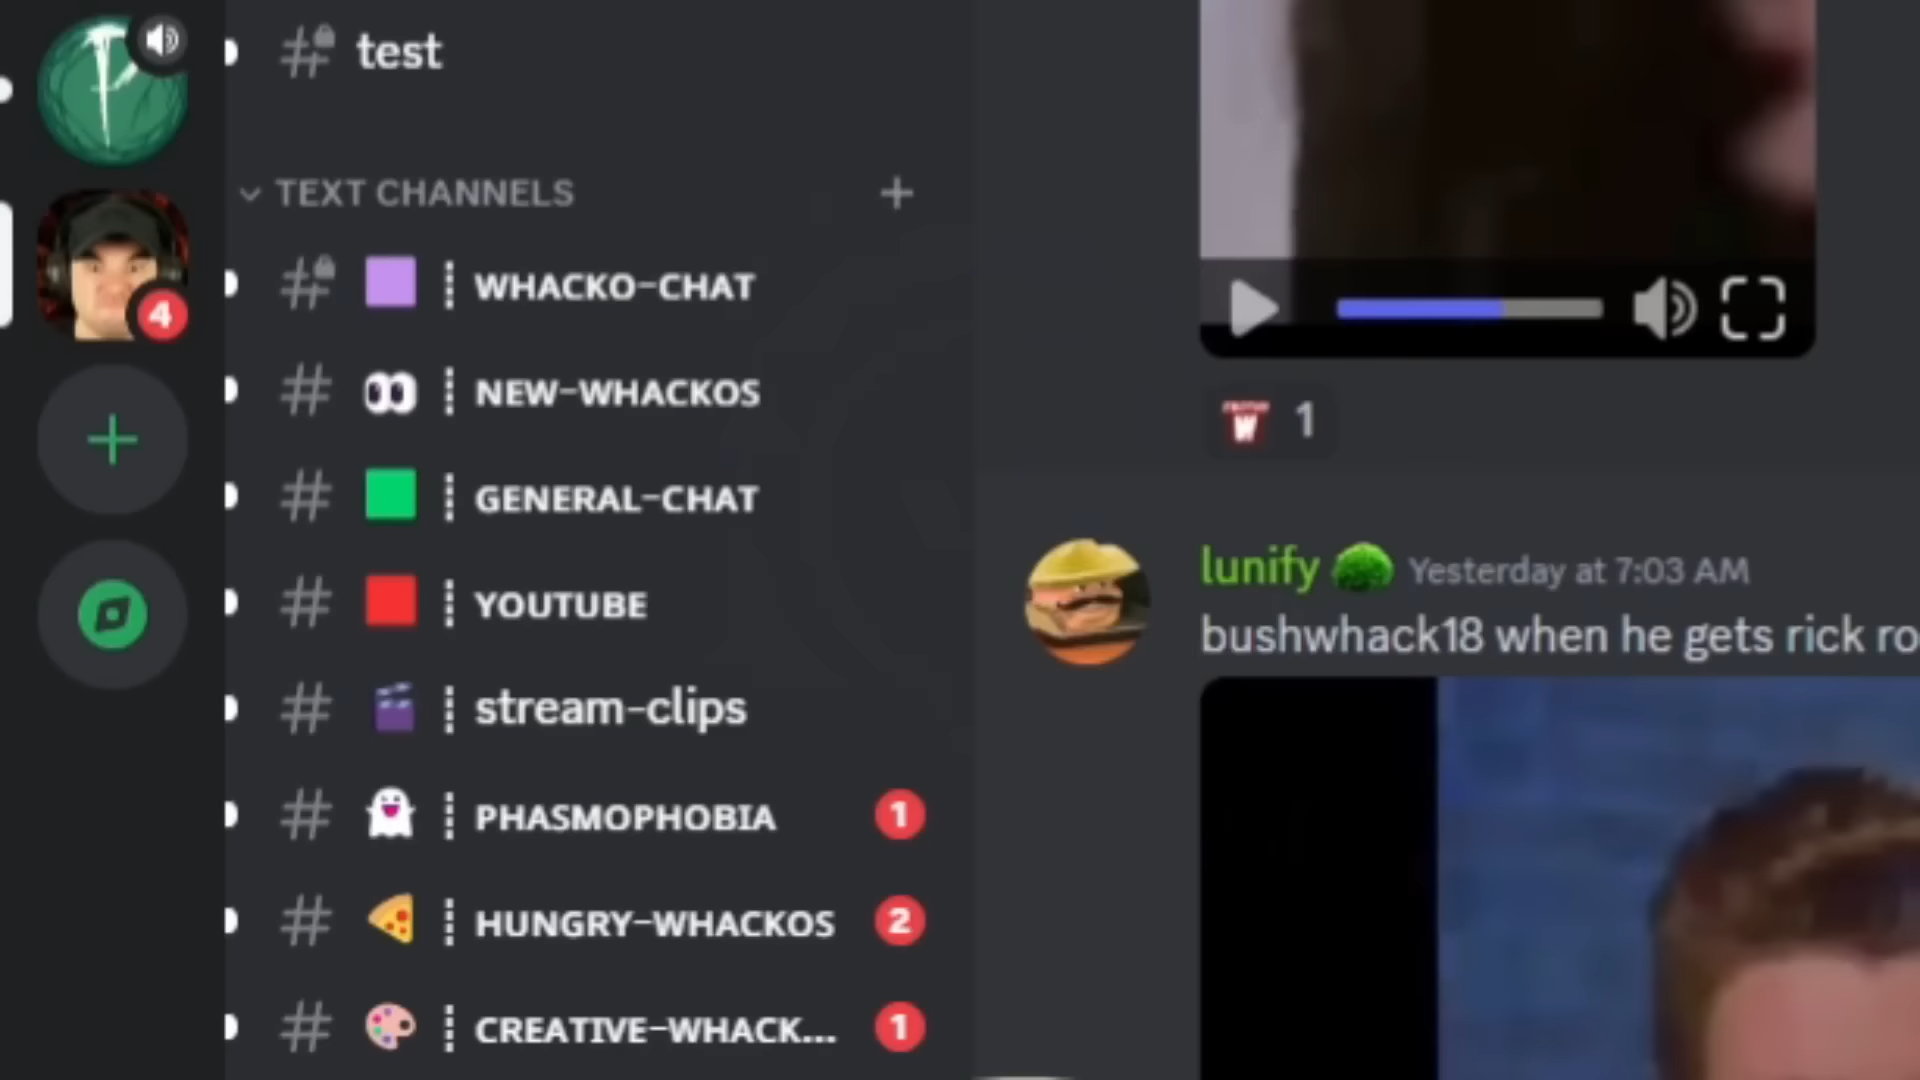 test
TEXT CHANNELS
WHACKO-CHAT
4
NEW-WHACKOS
GENERAL-CHAT
YOUTUBE
stream-clips
PHASMOPHOBIA 1
HUNGRY-WHACKOS 2
CREATIVE-WHACK... 1
W 1
lunify Yesterday at 7:03 AM
bushwhack18 when he gets rick ro